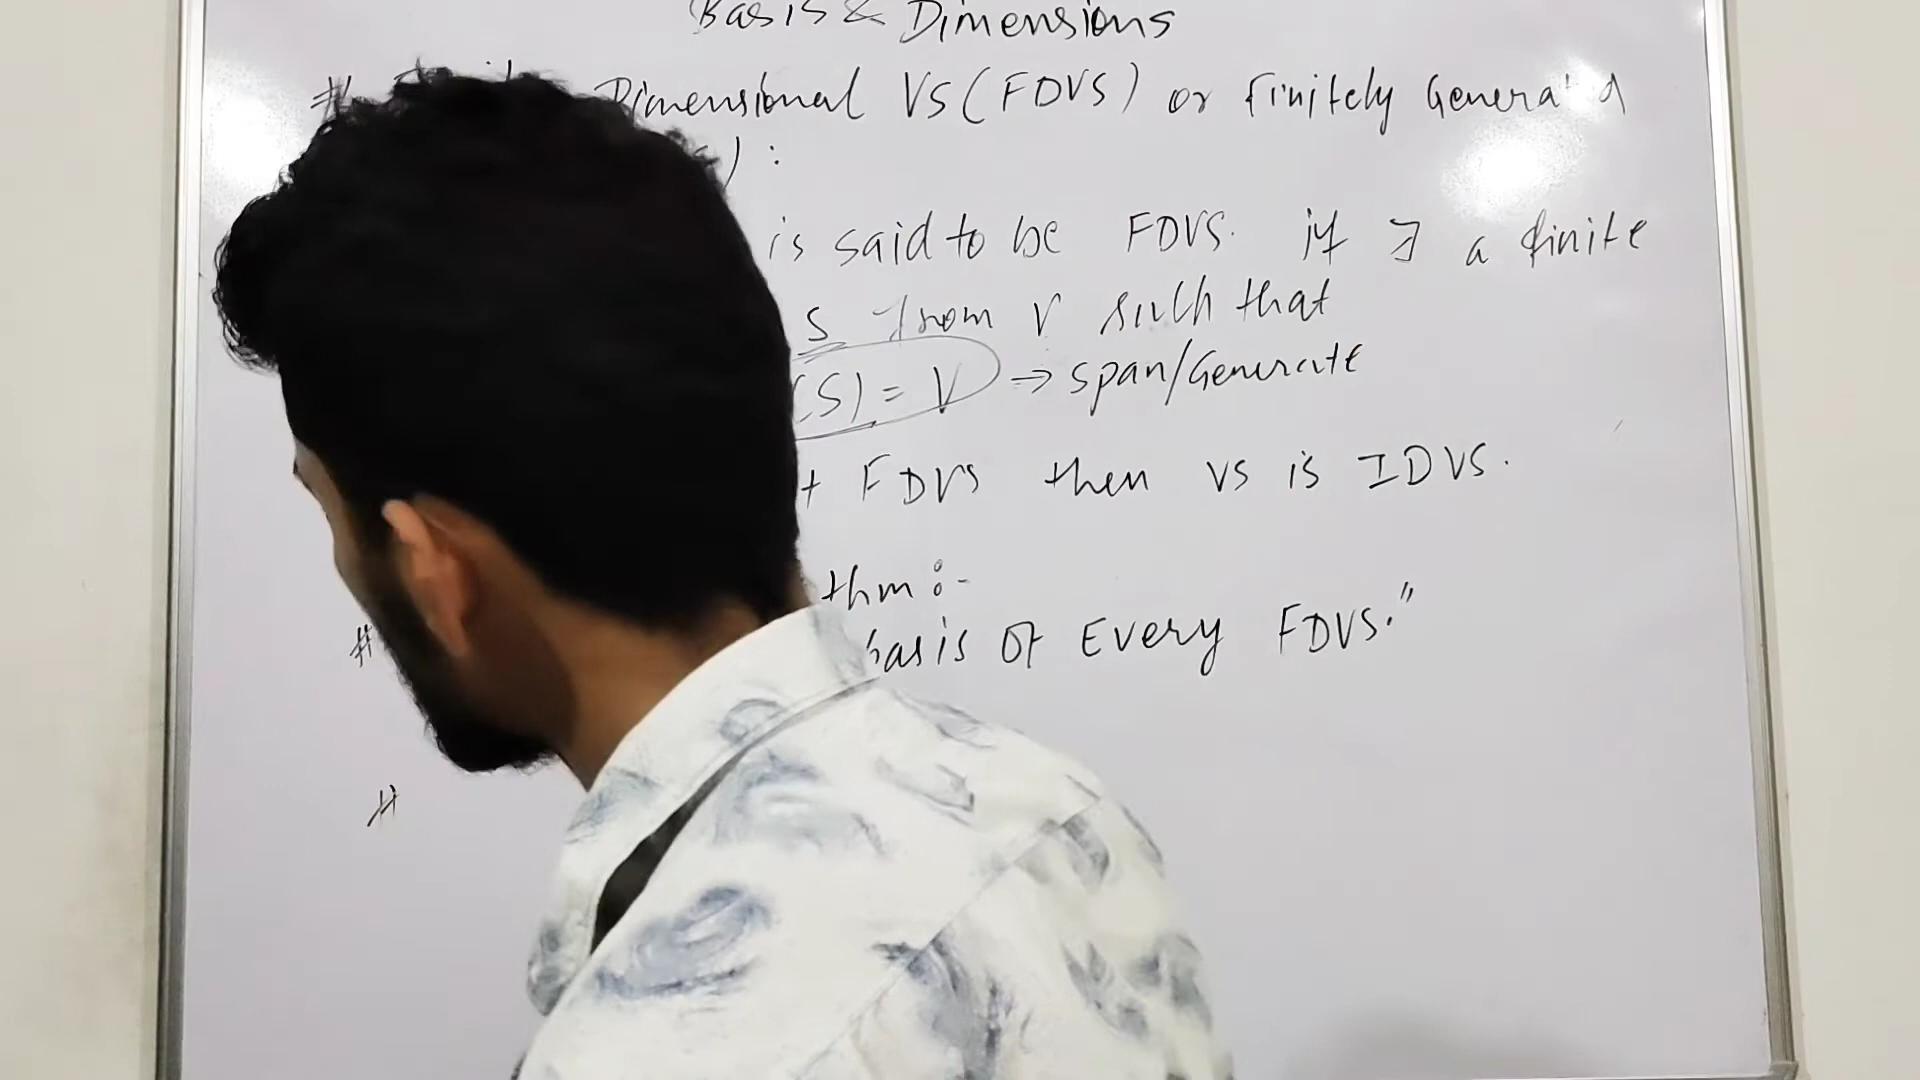 Basis & Dimensions
# Dimensional VS (FDVS) or Finitely Generated
) :
is said to be FDVS. if ∃ a finite
S from V such that
(S) = V ⇒ span/Generate
FDVS then VS is IDVS.
thm :-
# basis of Every FDVS."
#